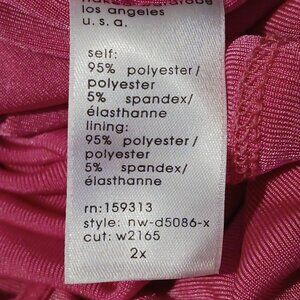 los angeles
u. s. a.
self:
95% polyester /
polyester
5% spandex/
élasthanne
lining:
95% polyester /
polyester
5% spandex/
élasthanne
rn:159313
style: nw-d5086-x
cut: w2165
2x